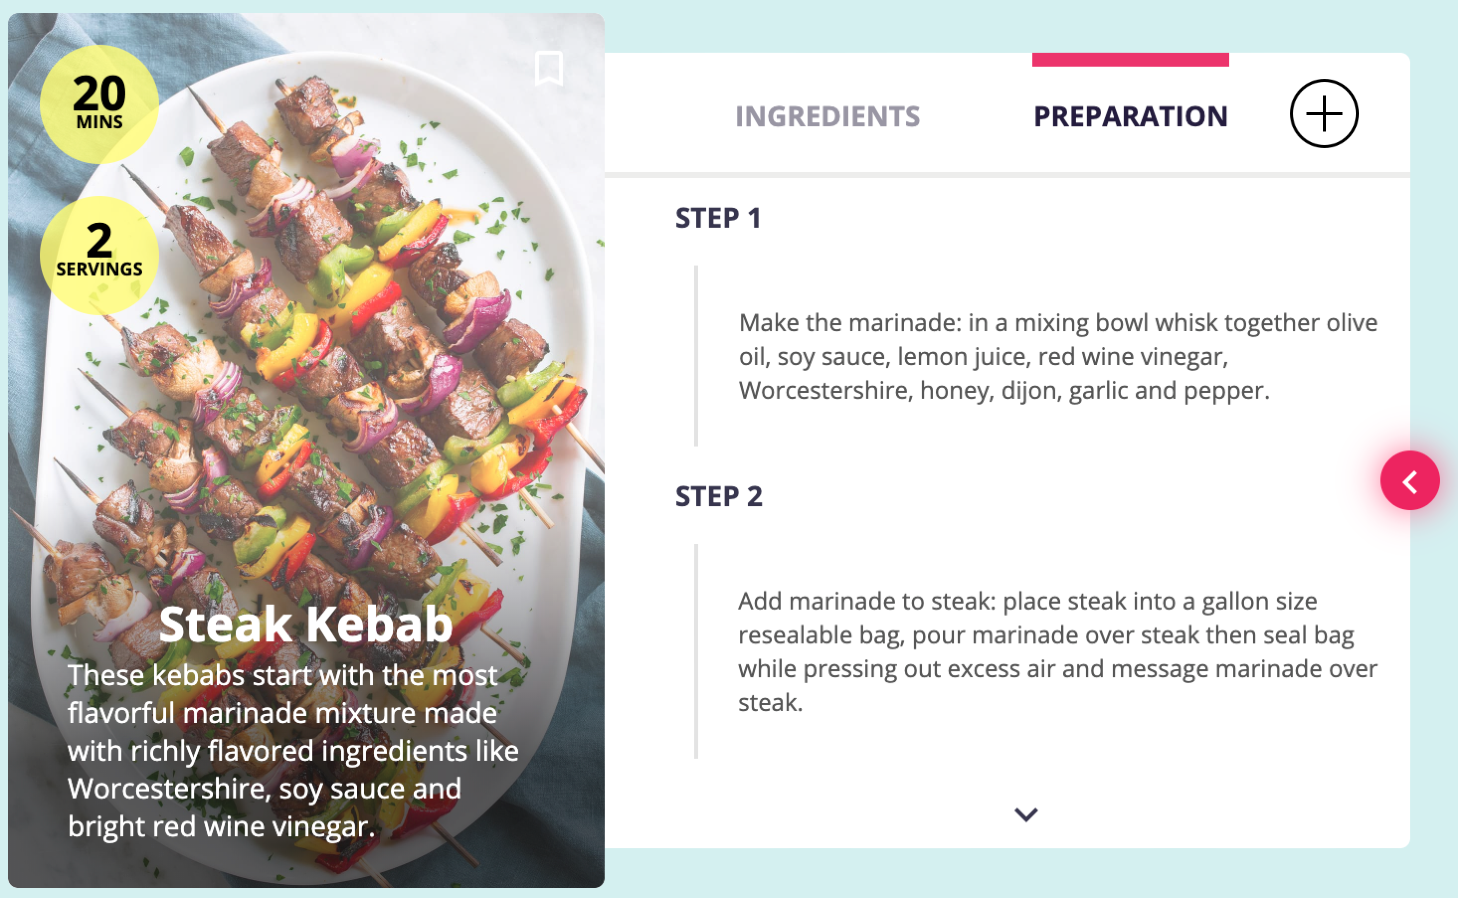 20
MINS
2
SERVINGS
Steak Kebab
These kebabs start with the most
flavorful marinade mixture made
with richly flavored ingredients like
Worcestershire, soy sauce and
bright red wine vinegar.
INGREDIENTS
PREPARATION
STEP 1
Make the marinade: in a mixing bowl whisk together olive
oil, soy sauce, lemon juice, red wine vinegar,
Worcestershire, honey, dijon, garlic and pepper.
STEP 2
Add marinade to steak: place steak into a gallon size
resealable bag, pour marinade over steak then seal bag
while pressing out excess air and message marinade over
steak.